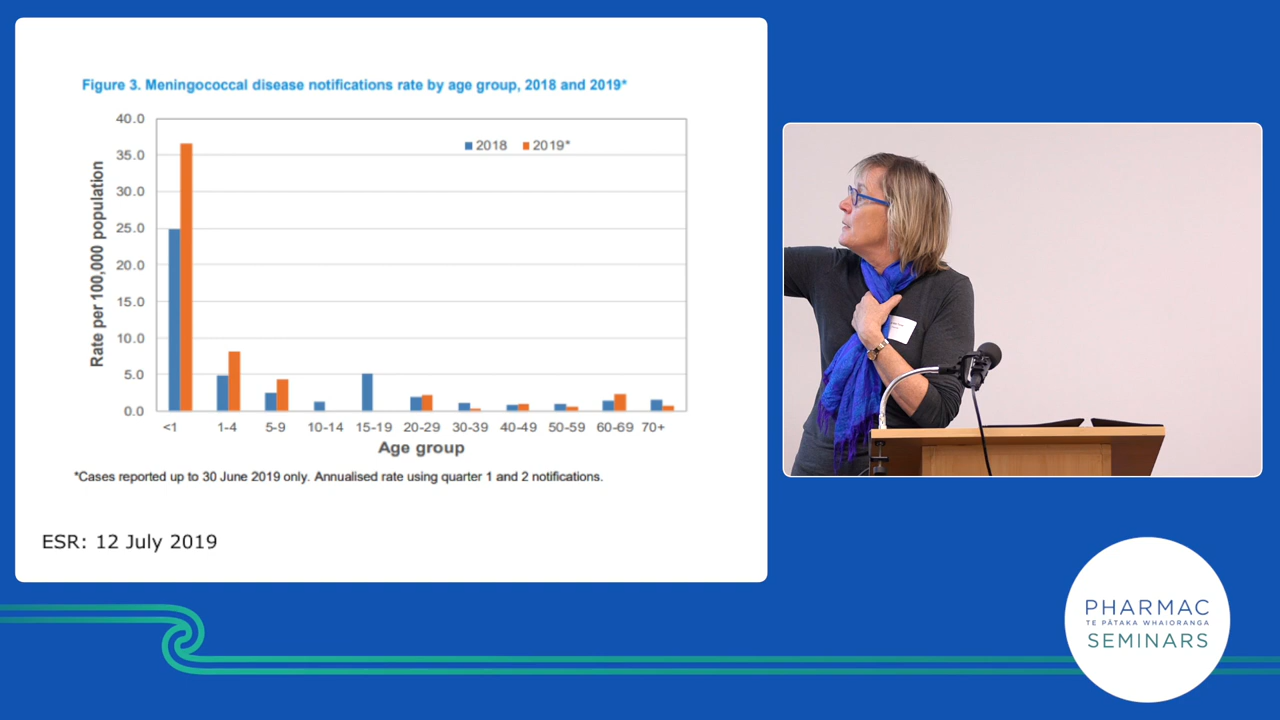 Figure 3. Meningococcal disease notifications rate by age group, 2018 and 2019*
40.0
35.0
30.0
25.0
20.0
15.0
10.0
5.0
0.0
Rate per 100,000 population
2018 2019*
<1 1-4 5-9 10-14 15-19 20-29 30-39 40-49 50-59 60-69 70+
Age group
*Cases reported up to 30 June 2019 only. Annualised rate using quarter 1 and 2 notifications.
ESR: 12 July 2019
PHARMAC
TE PĀTAKA WHAIORANGA
SEMINARS